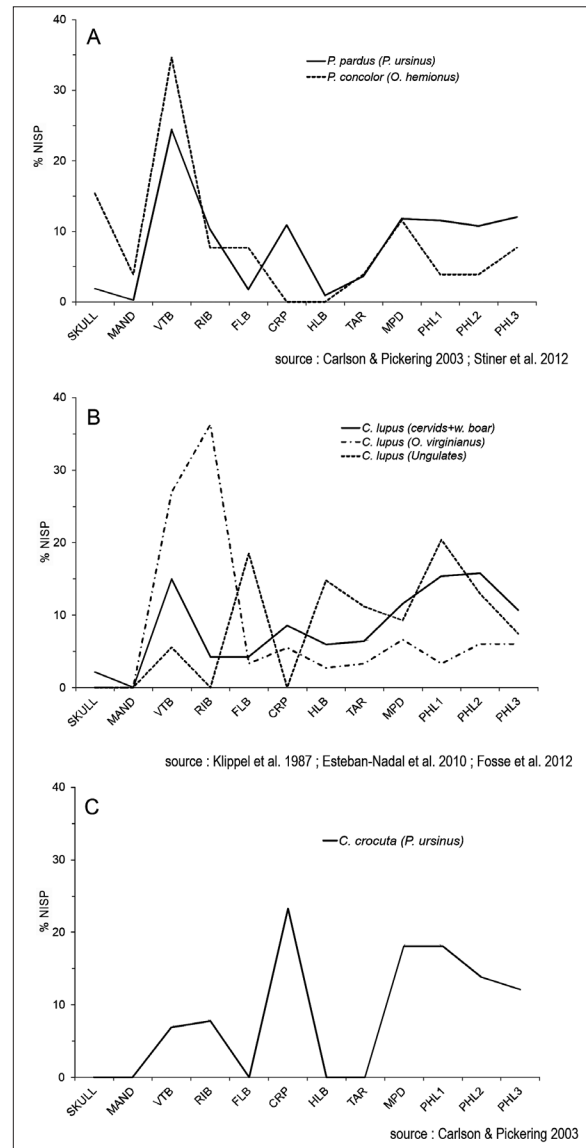 A
P. pardus (P. ursinus)
P. concolor (O. hemionus)
% NISP
40
30
20
10
0
SKULL
MAND
VTB
RIB
FLB
CRP
HLB
TAR
MPD
PHL1
PHL2
PHL3
source : Carlson & Pickering 2003 ; Stiner et al. 2012
B
C. lupus (cervids+w. boar)
C. lupus (O. virginianus)
C. lupus (Ungulates)
% NISP
40
30
20
10
0
SKULL
MAND
VTB
RIB
FLB
CRP
HLB
TAR
MPD
PHL1
PHL2
PHL3
source : Klippel et al. 1987 ; Esteban-Nadal et al. 2010 ; Fosse et al. 2012
C
C. crocuta (P. ursinus)
% NISP
40
30
20
10
0
SKULL
MAND
VTB
RIB
FLB
CRP
HLB
TAR
MPD
PHL1
PHL2
PHL3
source : Carlson & Pickering 2003